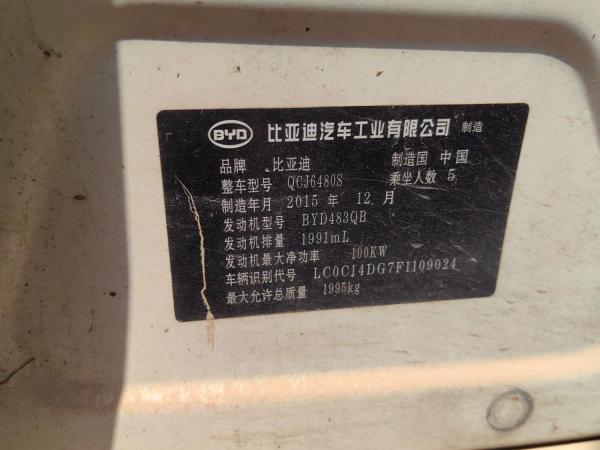 BYD 比亚迪汽车工业有限公司 制造
品牌 比亚迪 制造国 中国
整车型号 QCJ6480S 乘坐人数 5
制造年月 2015 年 12 月
发动机型号 BYD483QB
发动机排量 1991mL
发动机最大净功率 100KW
车辆识别代号 LC0C14DG7F1109024
最大允许总质量 1995kg